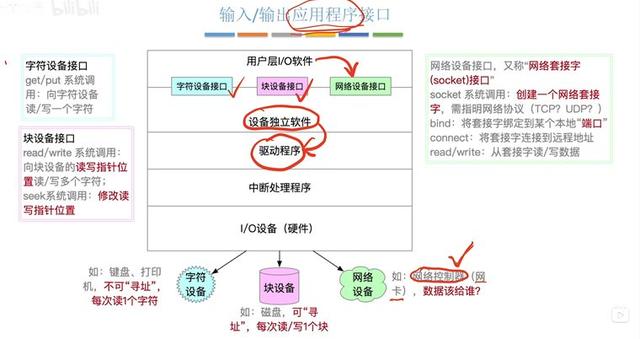 bilibili
输入/输出应用程序接口
字符设备接口
get/put 系统调
用：向字符设备
读/写一个字符
块设备接口
read/write 系统调用：
向块设备的读写指针位
置读/写多个字符；
seek系统调用：修改读
写指针位置
用户层I/O软件
字符设备接口
块设备接口
网络设备接口
设备独立软件
驱动程序
中断处理程序
I/O设备（硬件）
网络设备接口，又称“网络套接
字(socket)接口”
socket 系统调用：创建一个网络套接
字，需指明网络协议（TCP？UDP？）
bind：将套接字绑定到某个本地“端口”
connect：将套接字连接到远程地址
read/write：从套接字读/写数据
如：键盘、打印
机，不可“寻址”，
每次读1个字符
字符
设备
块设备
如：磁盘，可“寻
址”，每次读/写1个块
网络
设备
如：网络控制器（网
卡），数据该给谁？